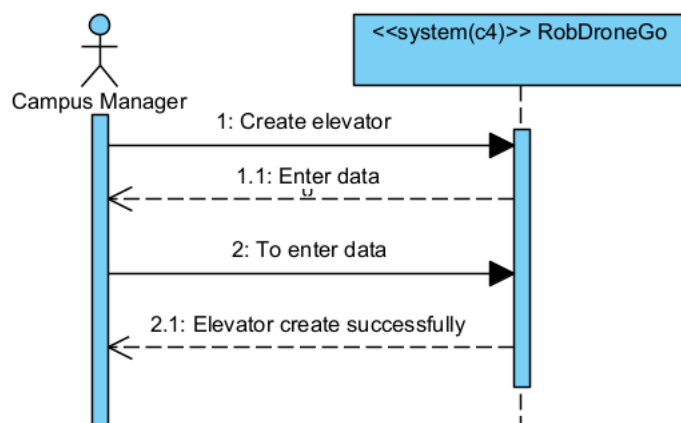 <<system(c4)>> RobDroneGo
Campus Manager
1: Create elevator
1.1: Enter data
2: To enter data
2.1: Elevator create successfully